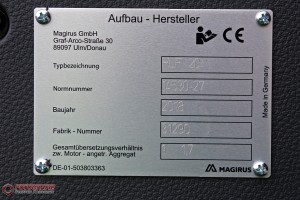 Aufbau - Hersteller
Magirus GmbH
Graf-Arco-Straße 30
89097 Ulm/Donau
CE
Typbezeichnung
Normnummer
Baujahr
Fabrik - Nummer
Gesamtübersetzungsverhältnis
zw. Motor - angetr. Aggregat
DE-01-503803363
MAGIRUS
Made in Germany